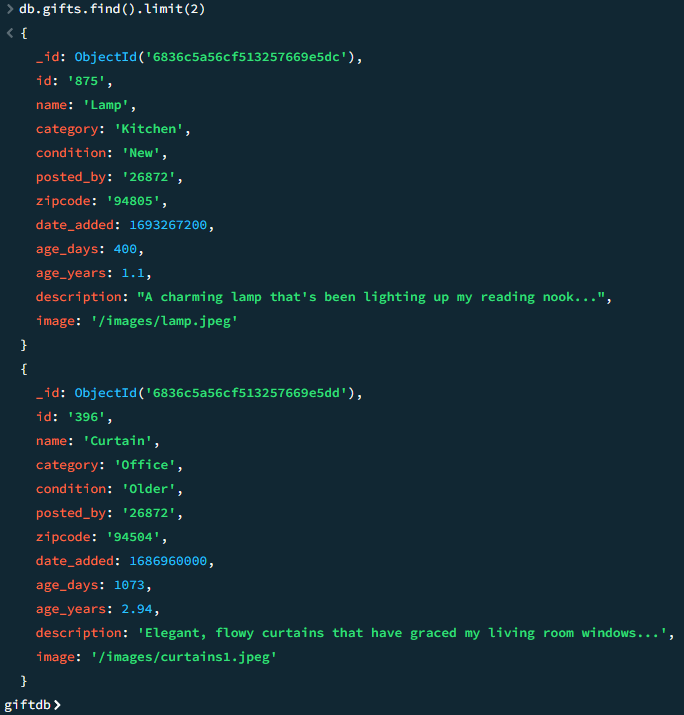 > db.gifts.find().limit(2)
< {
_id: ObjectId('6836c5a56cf513257669e5dc'),
id: '875',
name: 'Lamp',
category: 'Kitchen',
condition: 'New',
posted_by: '26872',
zipcode: '94805',
date_added: 1693267200,
age_days: 400,
age_years: 1.1,
description: "A charming lamp that's been lighting up my reading nook...",
image: '/images/lamp.jpeg'
}
{
_id: ObjectId('6836c5a56cf513257669e5dd'),
id: '396',
name: 'Curtain',
category: 'Office',
condition: 'Older',
posted_by: '26872',
zipcode: '94504',
date_added: 1686960000,
age_days: 1073,
age_years: 2.94,
description: 'Elegant, flowy curtains that have graced my living room windows...',
image: '/images/curtains1.jpeg'
}
giftdb>